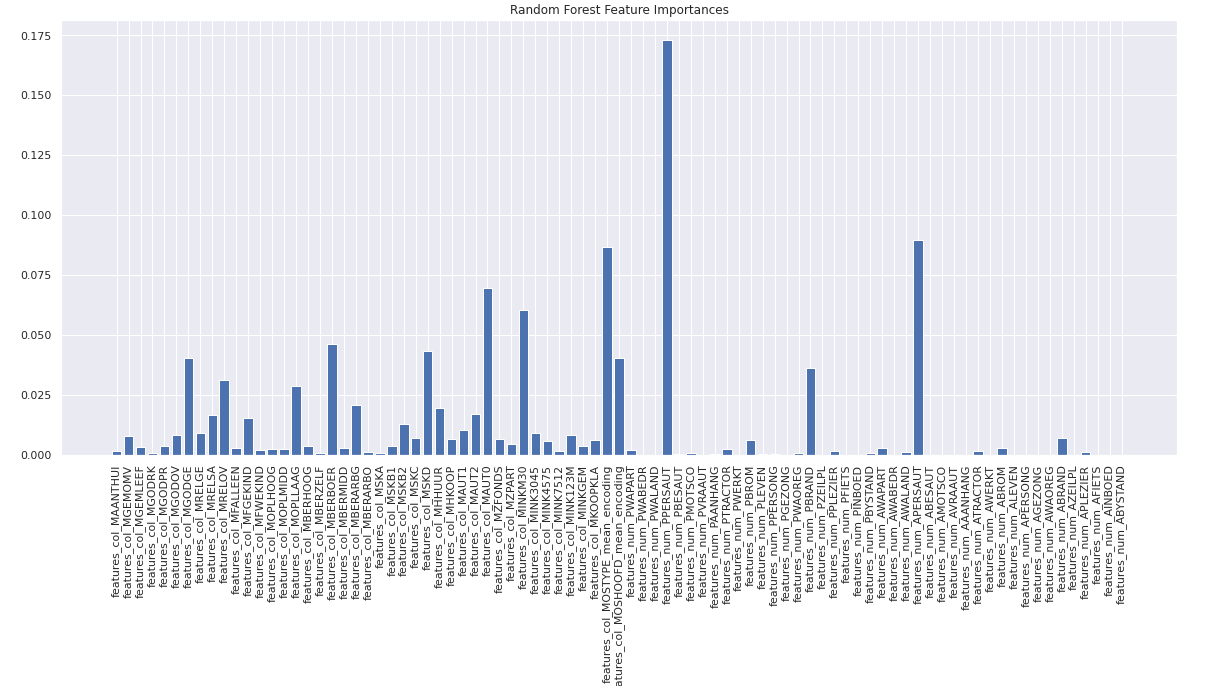 Random Forest Feature Importances
0.175
0.150
0.125
0.100
0.075
0.050
0.025
0.000
features_col_MAANTHUI
features_col_MGEMOMV
features_col_MGEMLEEF
features_col_MGODRK
features_col_MGODPR
features_col_MGODOV
features_col_MGODGE
features_col_MRELGE
features_col_MRELSA
features_col_MRELOV
features_col_MFALLEEN
features_col_MFGEKIND
features_col_MFWEKIND
features_col_MOPLHOOG
features_col_MOPLMIDD
features_col_MOPLLAAG
features_col_MBERHOOG
features_col_MBERZELF
features_col_MBERBOER
features_col_MBERMIDD
features_col_MBERARBG
features_col_MBERARBO
features_col_MSKA
features_col_MSKB1
features_col_MSKB2
features_col_MSKC
features_col_MSKD
features_col_MHHUUR
features_col_MHKOOP
features_col_MAUT1
features_col_MAUT2
features_col_MAUT0
features_col_MZFONDS
features_col_MZPART
features_col_MINKM30
features_col_MINK3045
features_col_MINK4575
features_col_MINK7512
features_col_MINK123M
features_col_MINKGEM
features_col_MKOOPKLA
features_col_MOSTYPE_mean_encoding
eatures_col_MOSHOOFD_mean_encoding
features_num_PWAPART
features_num_PWABEDR
features_num_PWALAND
features_num_PPERSAUT
features_num_PBESAUT
features_num_PMOTSCO
features_num_PVRAAUT
features_num_PAANHANG
features_num_PTRACTOR
features_num_PWERKT
features_num_PBROM
features_num_PLEVEN
features_num_PPERSONG
features_num_PGEZONG
features_num_PWAOREG
features_num_PBRAND
features_num_PZEILPL
features_num_PPLEZIER
features_num_PFIETS
features_num_PINBOED
features_num_PBYSTAND
features_num_AWAPART
features_num_AWABEDR
features_num_AWALAND
features_num_APERSAUT
features_num_ABESAUT
features_num_AMOTSCO
features_num_AVRAAUT
features_num_AAANHANG
features_num_ATRACTOR
features_num_AWERKT
features_num_ABROM
features_num_ALEVEN
features_num_APERSONG
features_num_AGEZONG
features_num_AWAOREG
features_num_ABRAND
features_num_AZEILPL
features_num_APLEZIER
features_num_AFIETS
features_num_AINBOED
features_num_ABYSTAND